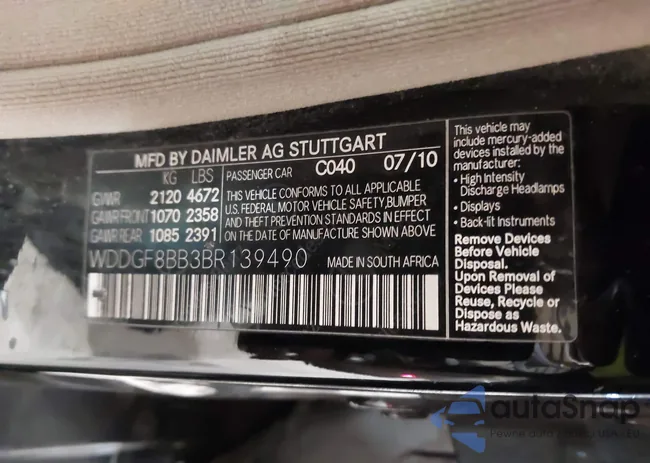 MFD BY DAIMLER AG STUTTGART
KG LBS PASSENGER CAR C040 07/10
GVWR 2120 4672
GAWR FRONT 1070 2358
GAWR REAR 1085 2391
THIS VEHICLE CONFORMS TO ALL APPLICABLE
U.S. FEDERAL MOTOR VEHICLE SAFETY, BUMPER
AND THEFT PREVENTION STANDARDS IN EFFECT
ON THE DATE OF MANUFACTURE SHOWN ABOVE
WDDGF8BB3BR139490 MADE IN SOUTH AFRICA
This vehicle may
include mercury-added
devices installed by the
manufacturer:
• High Intensity
Discharge Headlamps
• Displays
• Back-lit Instruments
Remove Devices
Before Vehicle
Disposal.
Upon Removal of
Devices Please
Reuse, Recycle or
Dispose as
Hazardous Waste.
autaSnap